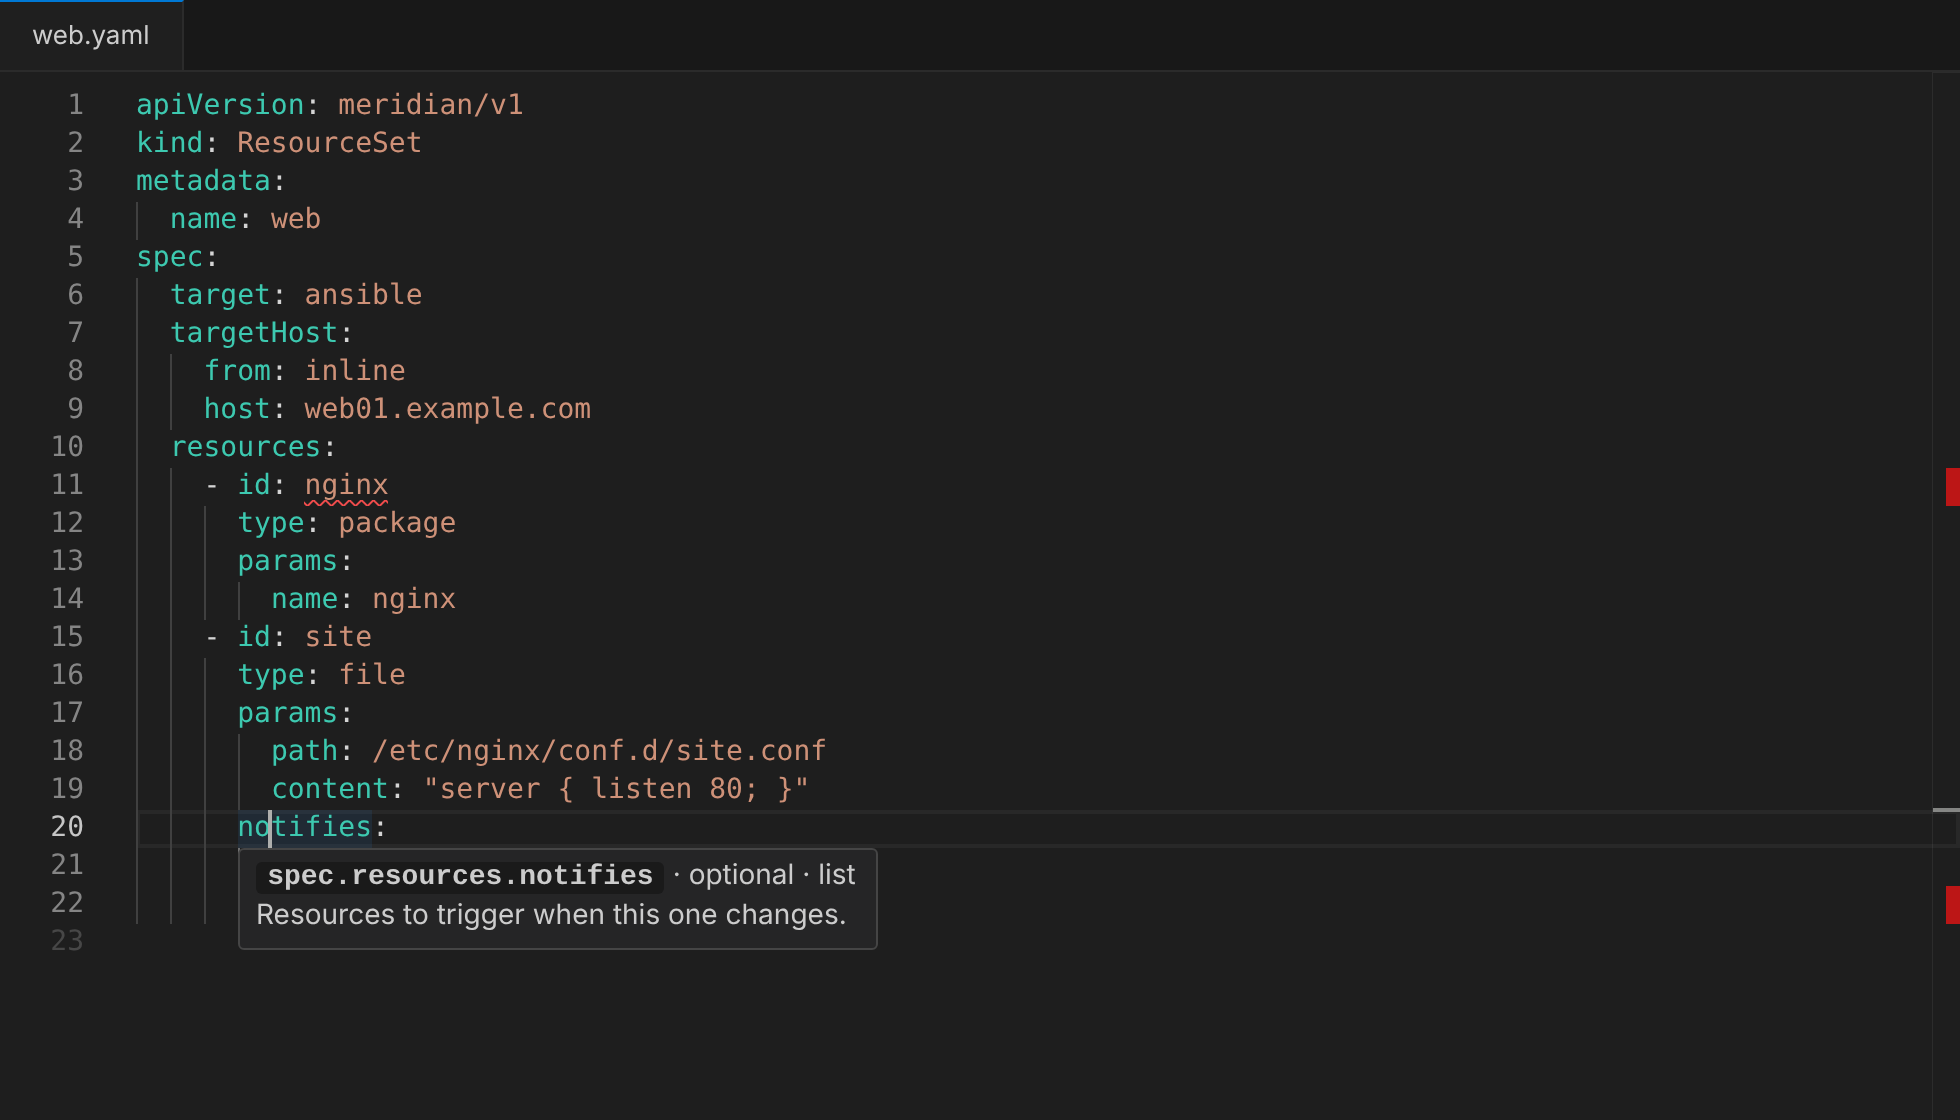 web.yaml
1 apiVersion: meridian/v1
2 kind: ResourceSet
3 metadata:
4   name: web
5 spec:
6   target: ansible
7   targetHost:
8     from: inline
9     host: web01.example.com
10   resources:
11     - id: nginx
12       type: package
13       params:
14         name: nginx
15     - id: site
16       type: file
17       params:
18         path: /etc/nginx/conf.d/site.conf
19         content: "server { listen 80; }"
20       notifies:
21
spec.resources.notifies · optional · list
22
Resources to trigger when this one changes.
23